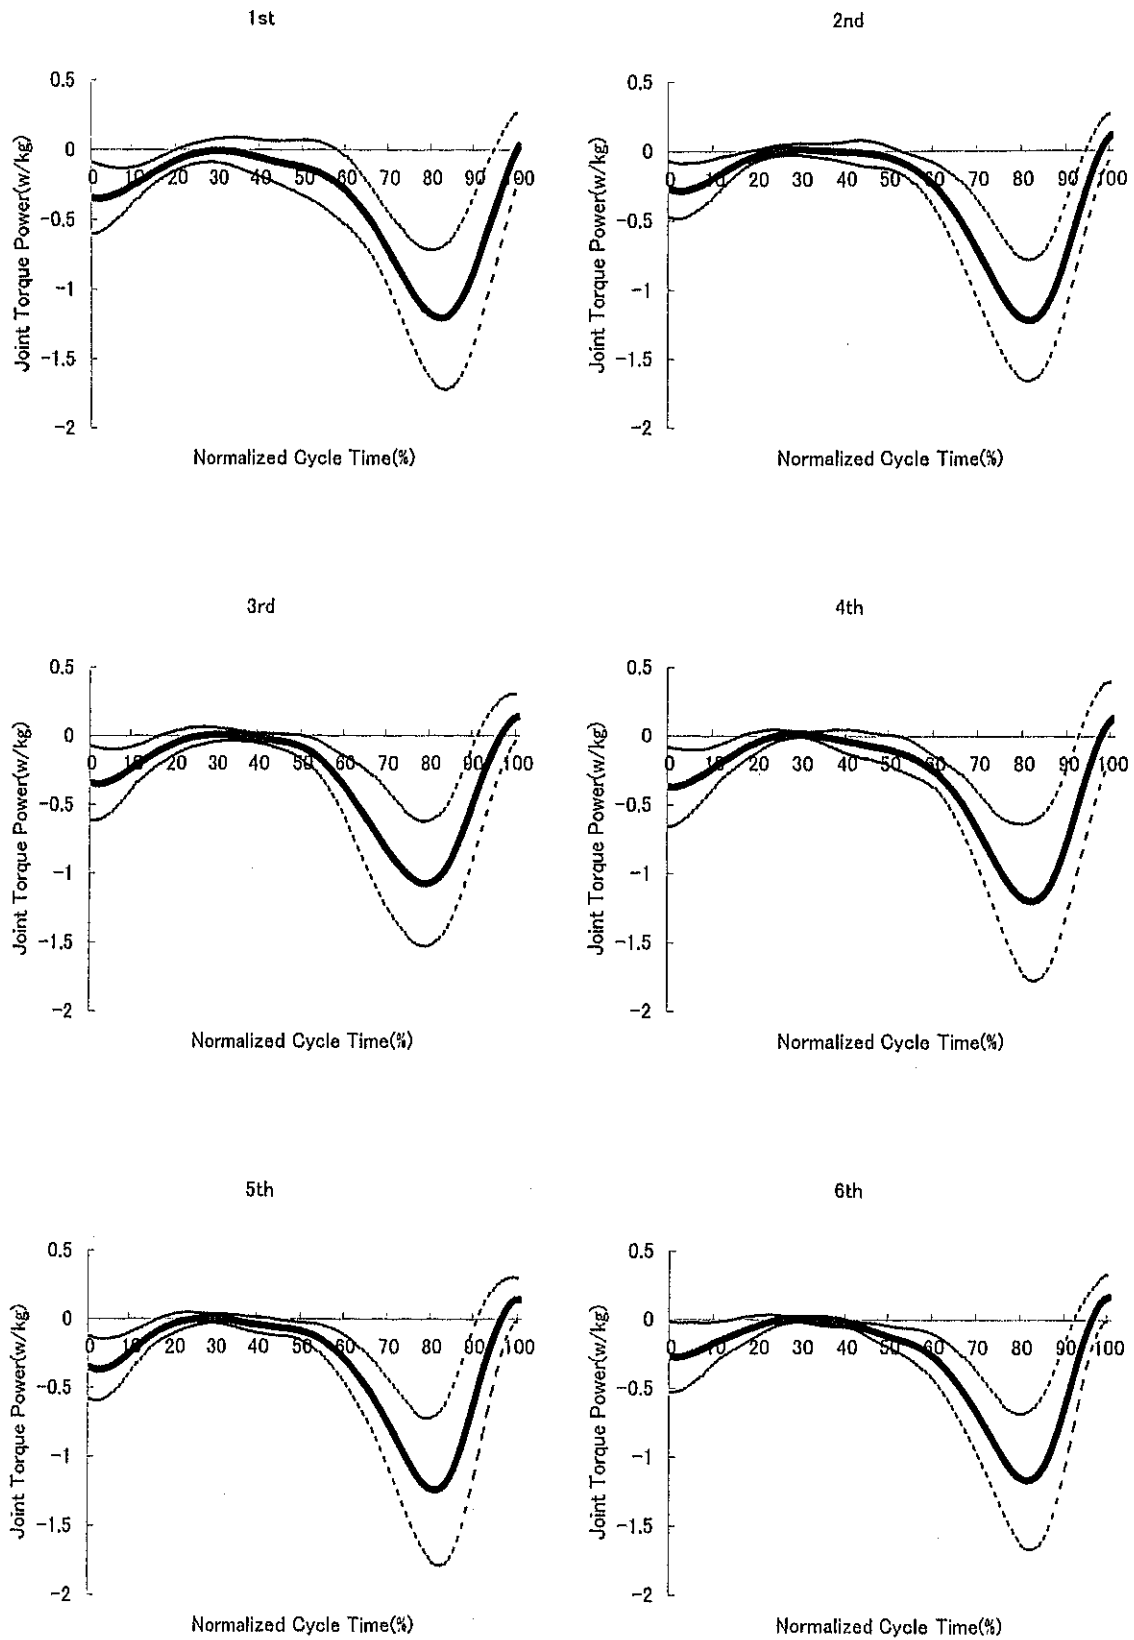 1st
0.5
0
-0.5
-1
-1.5
-2
0 10 20 30 40 50 60 70 80 90 00
Joint Torque Power(w/kg)
Normalized Cycle Time(%)
2nd
0.5
0
-0.5
-1
-1.5
-2
0 10 20 30 40 50 60 70 80 90 100
Joint Torque Power(w/kg)
Normalized Cycle Time(%)
3rd
0.5
0
-0.5
-1
-1.5
-2
0 10 20 30 40 50 60 70 80 90 100
Joint Torque Power(w/kg)
Normalized Cycle Time(%)
4th
0.5
0
-0.5
-1
-1.5
-2
0 10 20 30 40 50 60 70 80 90 100
Joint Torque Power(w/kg)
Normalized Cycle Time(%)
5th
0.5
0
-0.5
-1
-1.5
-2
0 10 20 30 40 50 60 70 80 90 100
Joint Torque Power(w/kg)
Normalized Cycle Time(%)
6th
0.5
0
-0.5
-1
-1.5
-2
0 10 20 30 40 50 60 70 80 90 100
Joint Torque Power(w/kg)
Normalized Cycle Time(%)